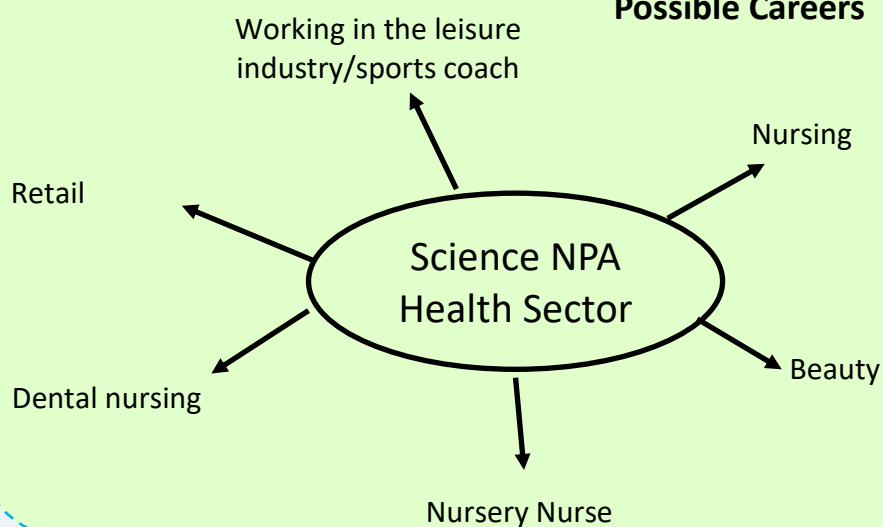 Possible Careers
Working in the leisure
industry/sports coach
Nursing
Retail
Science NPA
Health Sector
Beauty
Dental nursing
Nursery Nurse